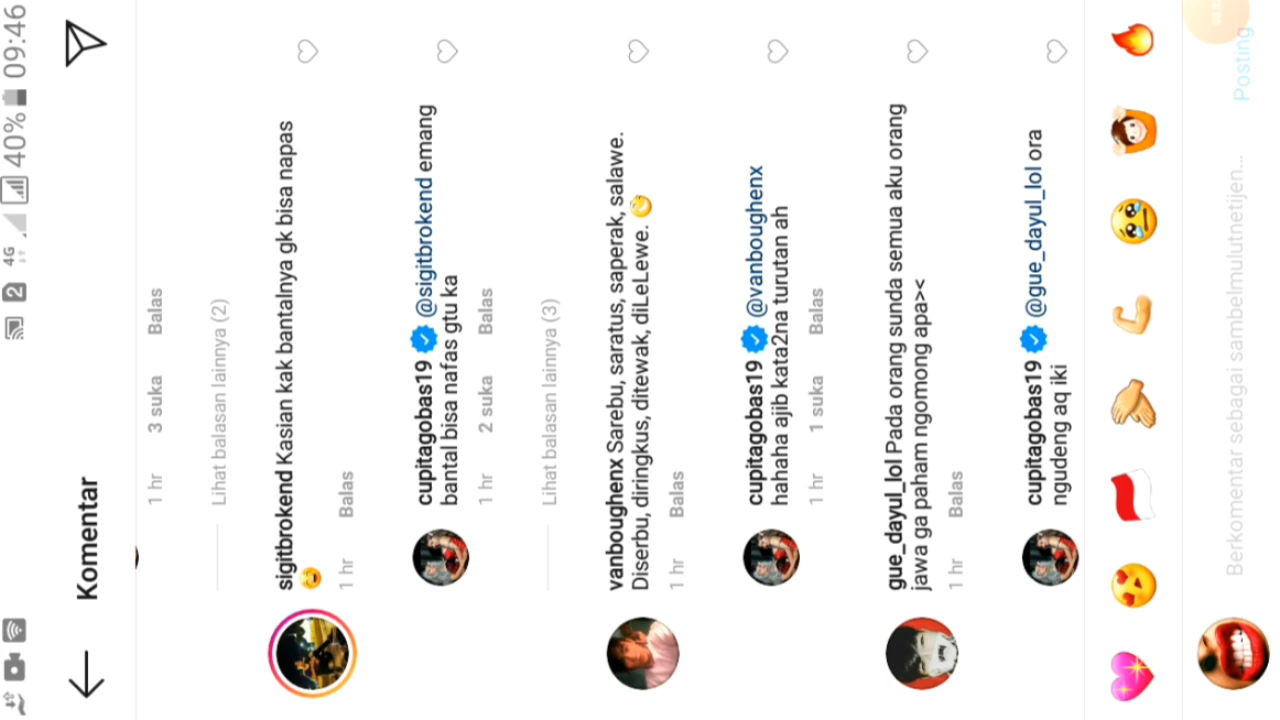 4G 2 40% 09:46
Komentar
1 hr 3 suka Balas
Lihat balasan lainnya (2)
sigitbrokend Kasian kak bantalnya gk bisa napas
1 hr Balas
cupitagobas19 @sigitbrokend emang
bantal bisa nafas gtu ka
1 hr 2 suka Balas
Lihat balasan lainnya (3)
vanboughenx Sarebu, saratus, saperak, salawe.
Diserbu, diringkus, ditewak, diLeLewe.
1 hr Balas
cupitagobas19 @vanboughenx
hahaha ajib kata2na turutan ah
1 hr 1 suka Balas
gue_dayul_lol Pada orang sunda semua aku orang
jawa ga paham ngomong apa><
1 hr Balas
cupitagobas19 @gue_dayul_lol ora
ngudeng aq iki
Berkomentar sebagai sambelmulutnetijen... Posting